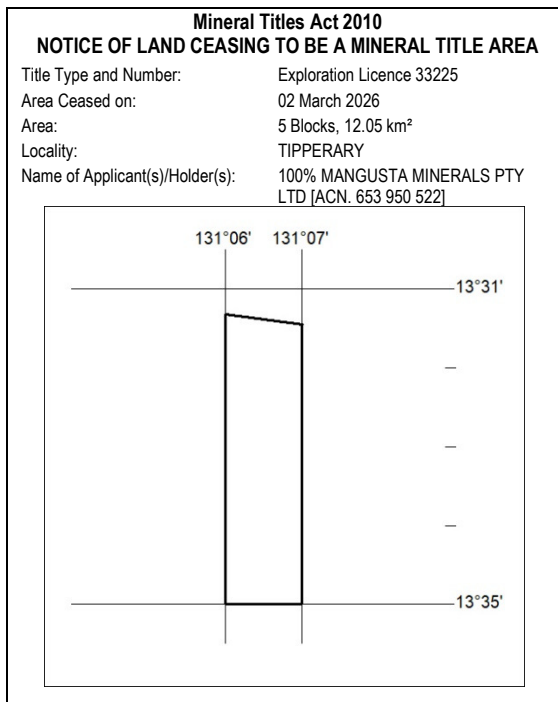 Mineral Titles Act 2010
NOTICE OF LAND CEASING TO BE A MINERAL TITLE AREA
Title Type and Number: Exploration Licence 33225
Area Ceased on: 02 March 2026
Area: 5 Blocks, 12.05 km²
Locality: TIPPERARY
Name of Applicant(s)/Holder(s): 100% MANGUSTA MINERALS PTY
LTD [ACN. 653 950 522]
131°06' 131°07'
13°31'
13°35'